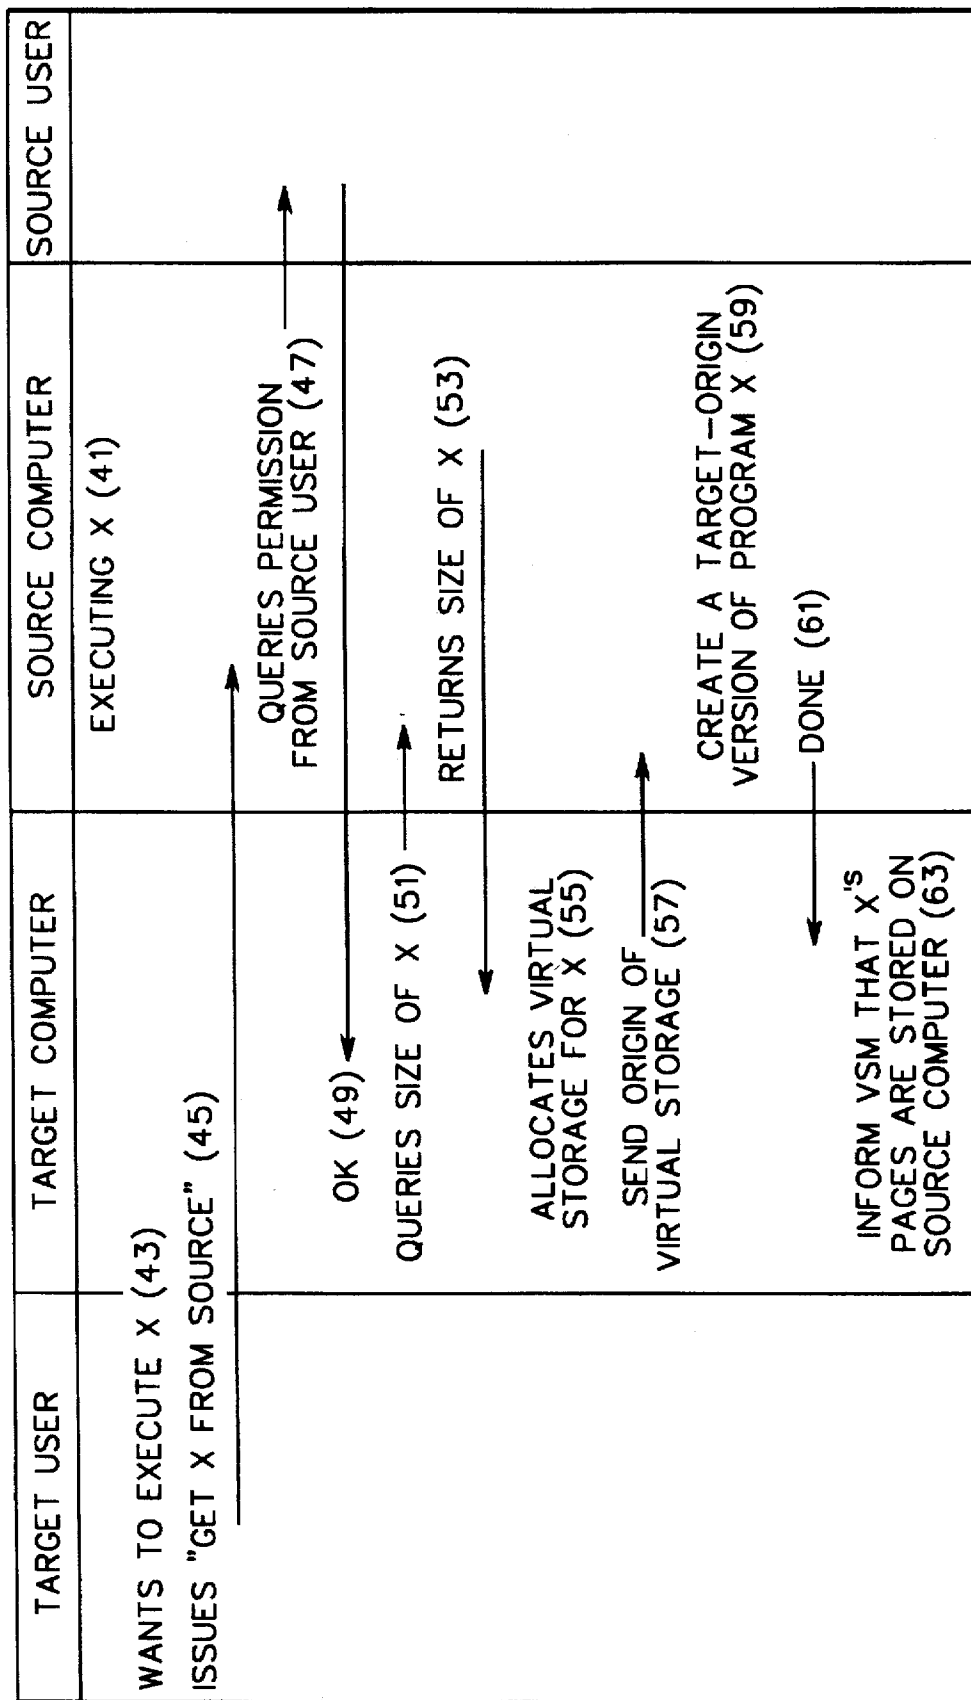 TARGET USER
TARGET COMPUTER
SOURCE COMPUTER
SOURCE USER
EXECUTING X (41)
WANTS TO EXECUTE X (43)
ISSUES "GET X FROM SOURCE" (45)
QUERIES PERMISSION
FROM SOURCE USER (47)
OK (49)
QUERIES SIZE OF X (51)
RETURNS SIZE OF X (53)
ALLOCATES VIRTUAL
STORAGE FOR X (55)
SEND ORIGIN OF
VIRTUAL STORAGE (57)
CREATE A TARGET-ORIGIN
VERSION OF PROGRAM X (59)
DONE (61)
INFORM VSM THAT X's
PAGES ARE STORED ON
SOURCE COMPUTER (63)